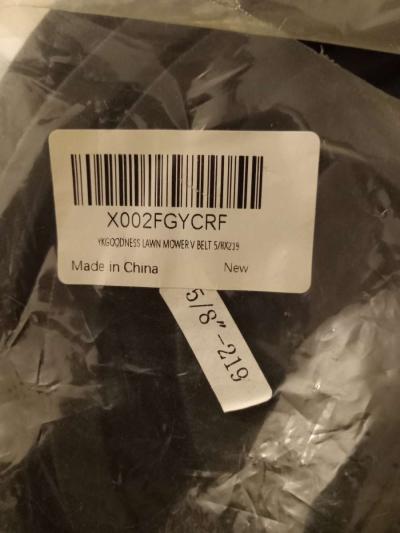 X002FGYCRF
YKGOODNESS LAWN MOWER V BELT 5/8X219
Made in China New
5/8"-219